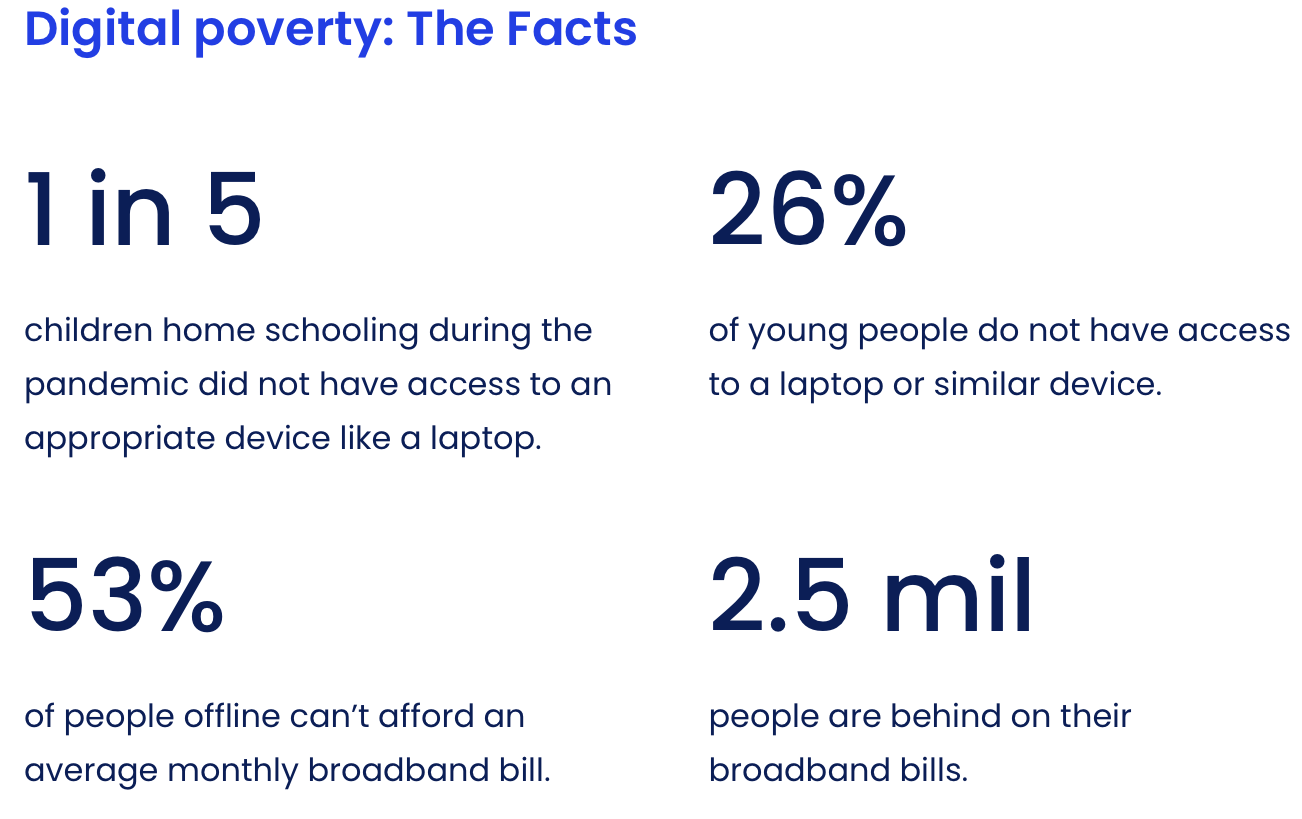 Digital poverty: The Facts
1 in 5
children home schooling during the
pandemic did not have access to an
appropriate device like a laptop.
26%
of young people do not have access
to a laptop or similar device.
53%
of people offline can’t afford an
average monthly broadband bill.
2.5 mil
people are behind on their
broadband bills.